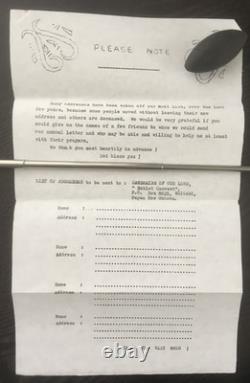 PLEASE NOTE
Many addresses have been taken off our Mail List, over the last
few years, because some people moved without leaving their new
address and others are deceased. We would be very grateful if you
could give us the names of a few friends to whom we could send
our annual letter and who may be able and willing to help us at least
with their prayers.
We thank you most heartily in advance!
God bless you!
LIST OF ADDRESSES to be sent to : HANDMAIDS OF OUR LORD,
Convent",
P.O. Box
Papua New Guinea.
Name :
Address :
Name :
Address :
Name :
Address :
Name :
Address :